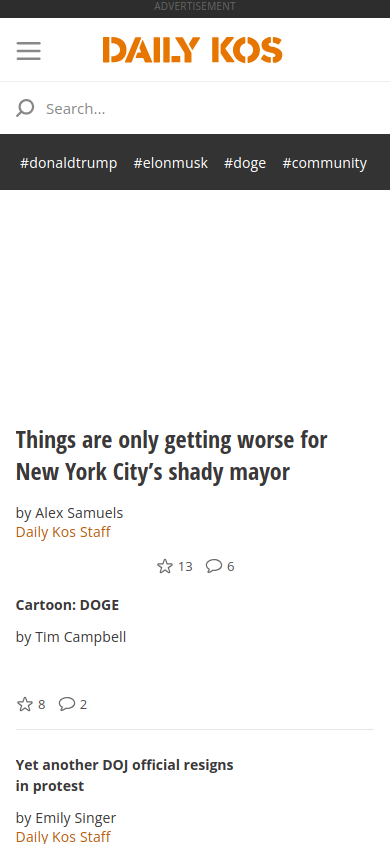 ADVERTISEMENT
DAILY KOS
Search...
#donaldtrump #elonmusk #doge #community
Things are only getting worse for
New York City’s shady mayor
by Alex Samuels
Daily Kos Staff
13 6
Cartoon: DOGE
by Tim Campbell
8 2
Yet another DOJ official resigns
in protest
by Emily Singer
Daily Kos Staff